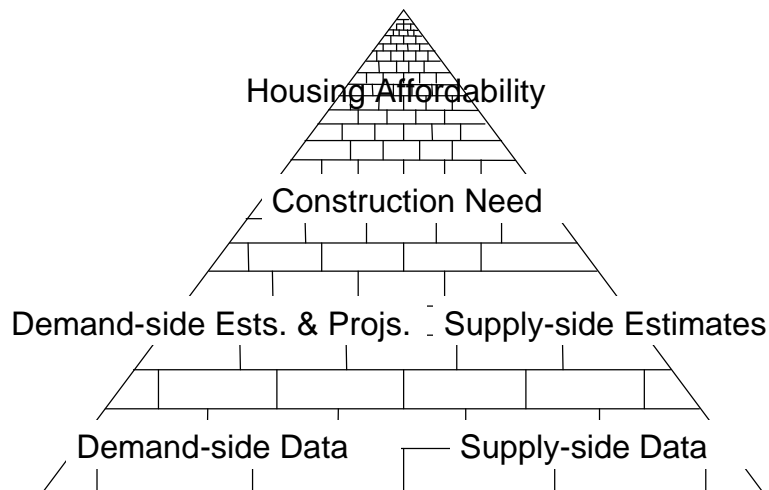 Housing Affordability
Construction Need
Demand-side Ests. & Projs. Supply-side Estimates
Demand-side Data Supply-side Data